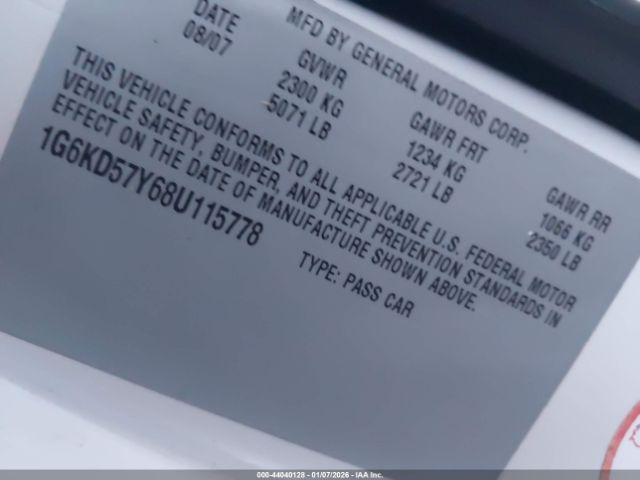 MFD BY GENERAL MOTORS CORP.
DATE GVWR GAWR FRT GAWR RR
08/07 2300 KG 1234 KG 1066 KG
5071 LB 2721 LB 2350 LB
THIS VEHICLE CONFORMS TO ALL APPLICABLE U.S. FEDERAL MOTOR
VEHICLE SAFETY, BUMPER, AND THEFT PREVENTION STANDARDS IN
EFFECT ON THE DATE OF MANUFACTURE SHOWN ABOVE.
1G6KD57Y68U115778
TYPE: PASS CAR
000-44040128 - 01/07/2026 - IAA Inc.